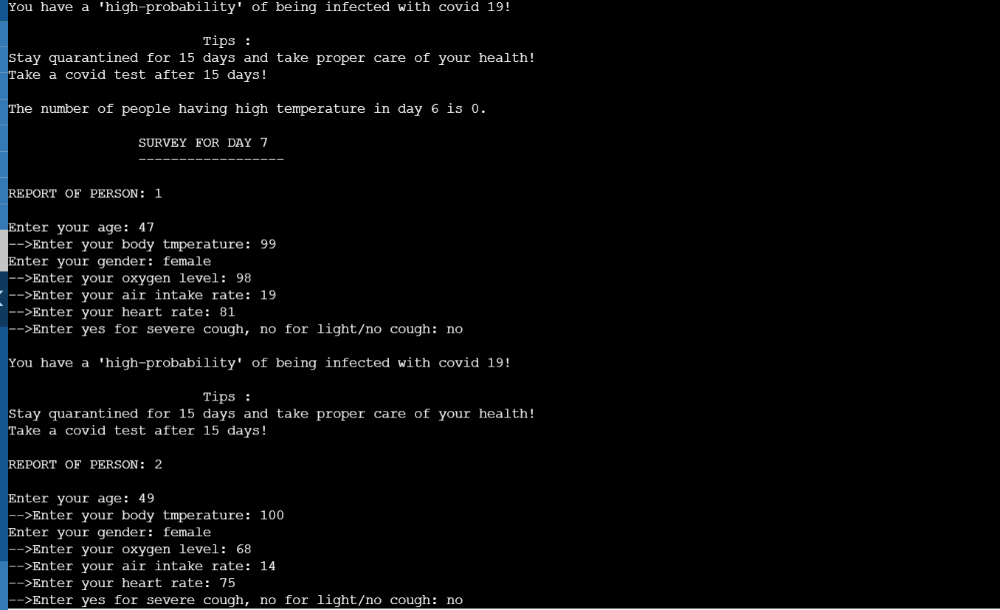 You have a 'high-probability' of being infected with covid 19!
Tips :
Stay quarantined for 15 days and take proper care of your health!
Take a covid test after 15 days!
The number of people having high temperature in day 6 is 0.
SURVEY FOR DAY 7
------------------
REPORT OF PERSON: 1
Enter your age: 47
-->Enter your body tmperature: 99
Enter your gender: female
-->Enter your oxygen level: 98
-->Enter your air intake rate: 19
-->Enter your heart rate: 81
-->Enter yes for severe cough, no for light/no cough: no
You have a 'high-probability' of being infected with covid 19!
Tips :
Stay quarantined for 15 days and take proper care of your health!
Take a covid test after 15 days!
REPORT OF PERSON: 2
Enter your age: 49
-->Enter your body tmperature: 100
Enter your gender: female
-->Enter your oxygen level: 68
-->Enter your air intake rate: 14
-->Enter your heart rate: 75
-->Enter yes for severe cough, no for light/no cough: no